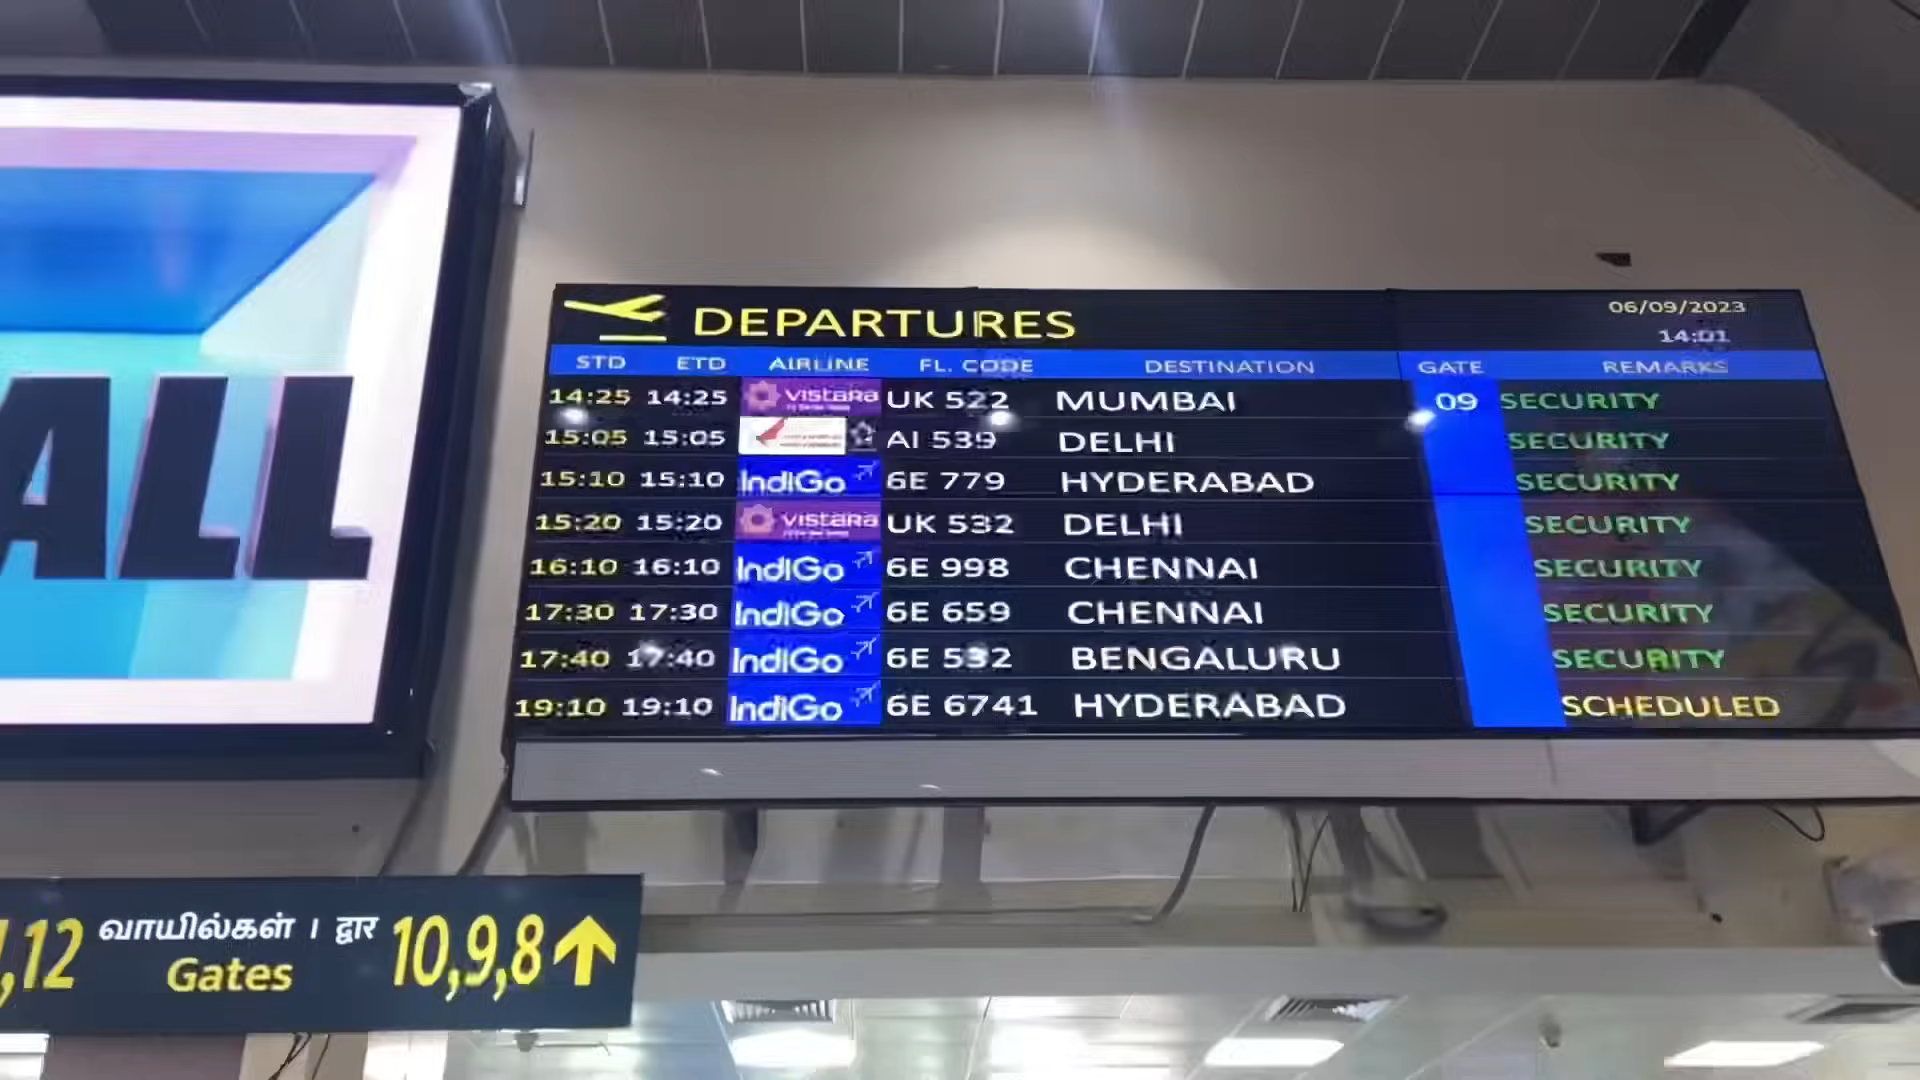 ALL
DEPARTURES
06/09/2023
14:01
STD ETD AIRLINE FL. CODE DESTINATION GATE REMARKS
14:25 14:25 VISTARA UK 522 MUMBAI 09 SECURITY
15:05 15:05 AI 539 DELHI SECURITY
15:10 15:10 IndiGo 6E 779 HYDERABAD SECURITY
15:20 15:20 VISTARA UK 532 DELHI SECURITY
16:10 16:10 IndiGo 6E 998 CHENNAI SECURITY
17:30 17:30 IndiGo 6E 659 CHENNAI SECURITY
17:40 17:40 IndiGo 6E 532 BENGALURU SECURITY
19:10 19:10 IndiGo 6E 6741 HYDERABAD SCHEDULED
,12 வாயில்கள் । द्वार 10,9,8
Gates